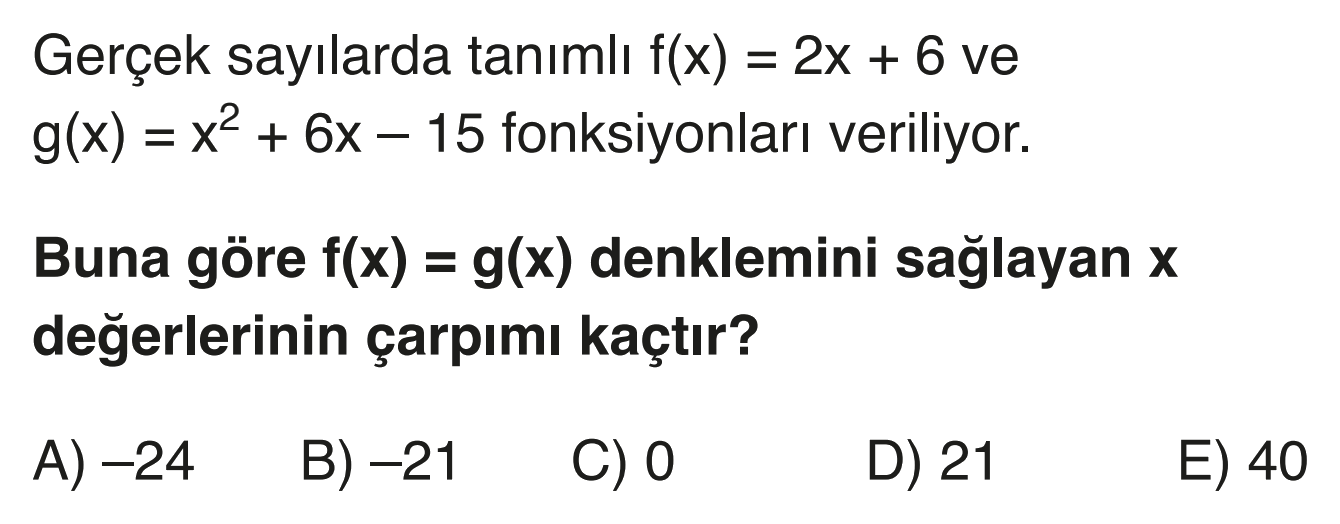 Gerçek sayılarda tanımlı f(x) = 2x + 6 ve
g(x) = x² + 6x – 15 fonksiyonları veriliyor.
Buna göre f(x) = g(x) denklemini sağlayan x
değerlerinin çarpımı kaçtır?
A) –24 B) –21 C) 0 D) 21 E) 40